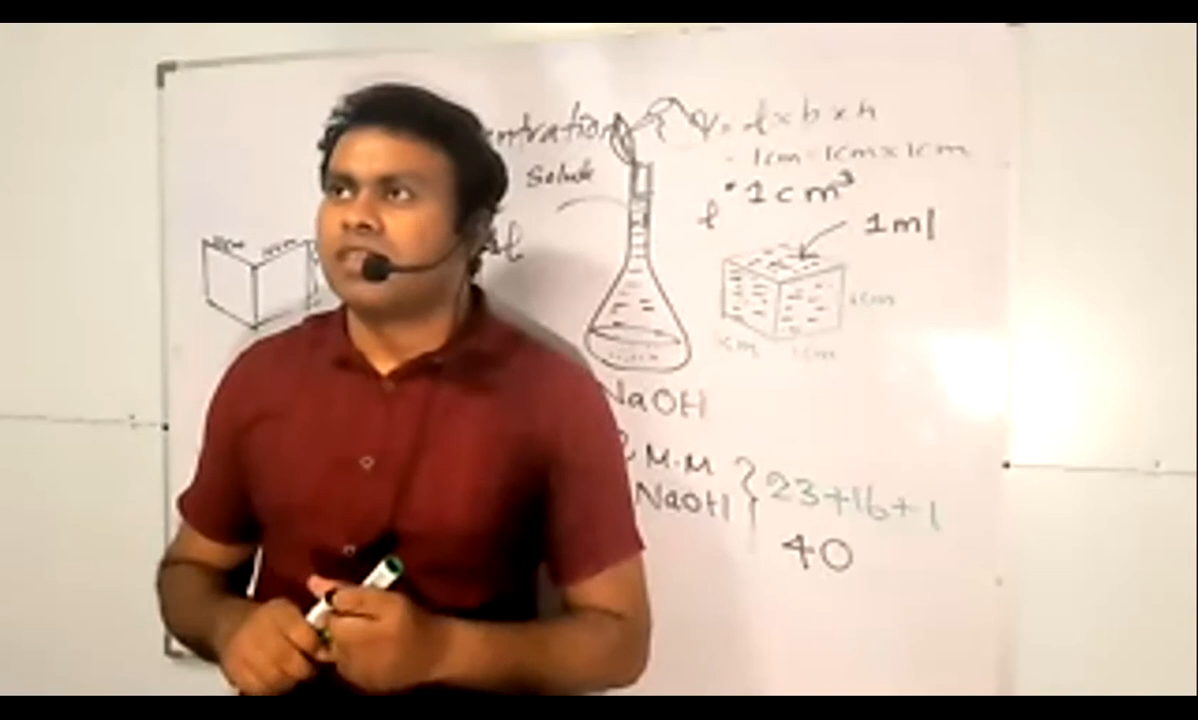 entration
V= l×b×h
= 1cm×1cm×1cm
Solute
1cm³
1ml
1cm
1cm 1cm
NaOH
M.M
NaOH } 23+16+1
40